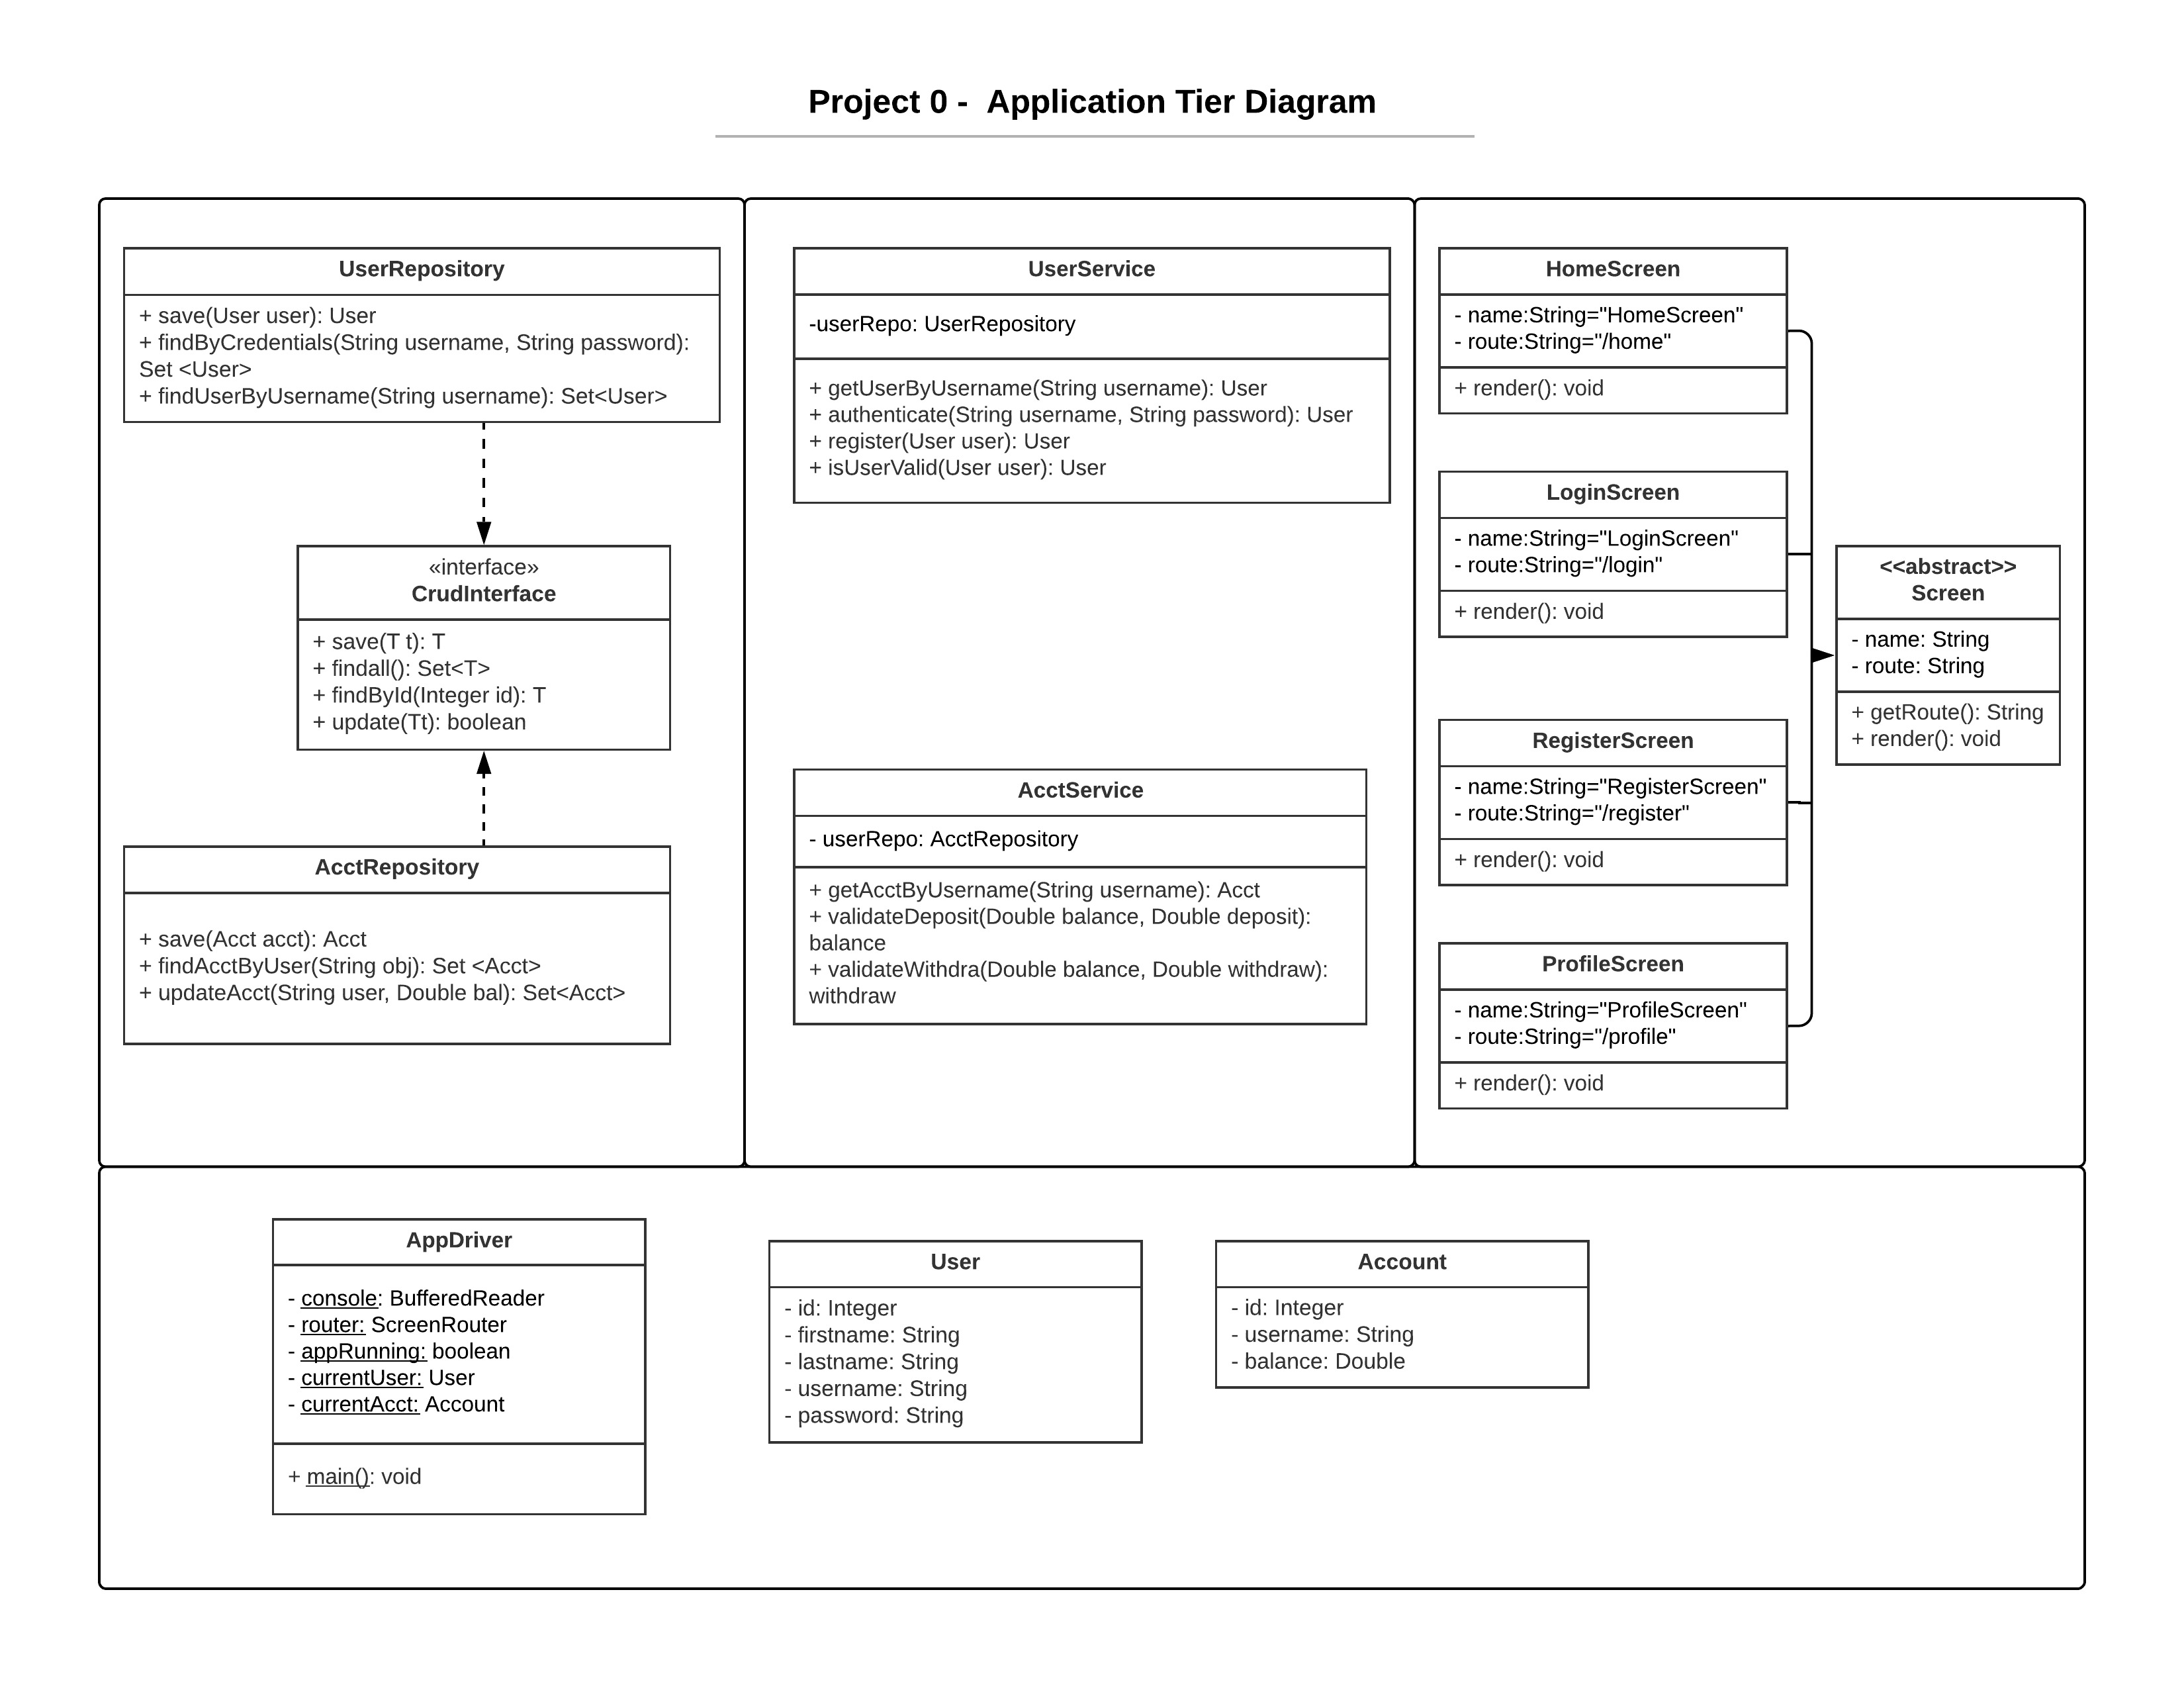 Project 0 -  Application Tier Diagram
UserRepository
+ save(User user): User
+ findByCredentials(String username, String password):
Set <User>
+ findUserByUsername(String username): Set<User>
«interface»
CrudInterface
+ save(T t): T
+ findall(): Set<T>
+ findById(Integer id): T
+ update(Tt): boolean
AcctRepository
+ save(Acct acct): Acct
+ findAcctByUser(String obj): Set <Acct>
+ updateAcct(String user, Double bal): Set<Acct>
UserService
-userRepo: UserRepository
+ getUserByUsername(String username): User
+ authenticate(String username, String password): User
+ register(User user): User
+ isUserValid(User user): User
AcctService
- userRepo: AcctRepository
+ getAcctByUsername(String username): Acct
+ validateDeposit(Double balance, Double deposit):
balance
+ validateWithdra(Double balance, Double withdraw):
withdraw
HomeScreen
- name:String="HomeScreen"
- route:String="/home"
+ render(): void
LoginScreen
- name:String="LoginScreen"
- route:String="/login"
+ render(): void
RegisterScreen
- name:String="RegisterScreen"
- route:String="/register"
+ render(): void
ProfileScreen
- name:String="ProfileScreen"
- route:String="/profile"
+ render(): void
<<abstract>>
Screen
- name: String
- route: String
+ getRoute(): String
+ render(): void
AppDriver
- console: BufferedReader
- router: ScreenRouter
- appRunning: boolean
- currentUser: User
- currentAcct: Account
+ main(): void
User
- id: Integer
- firstname: String
- lastname: String
- username: String
- password: String
Account
- id: Integer
- username: String
- balance: Double